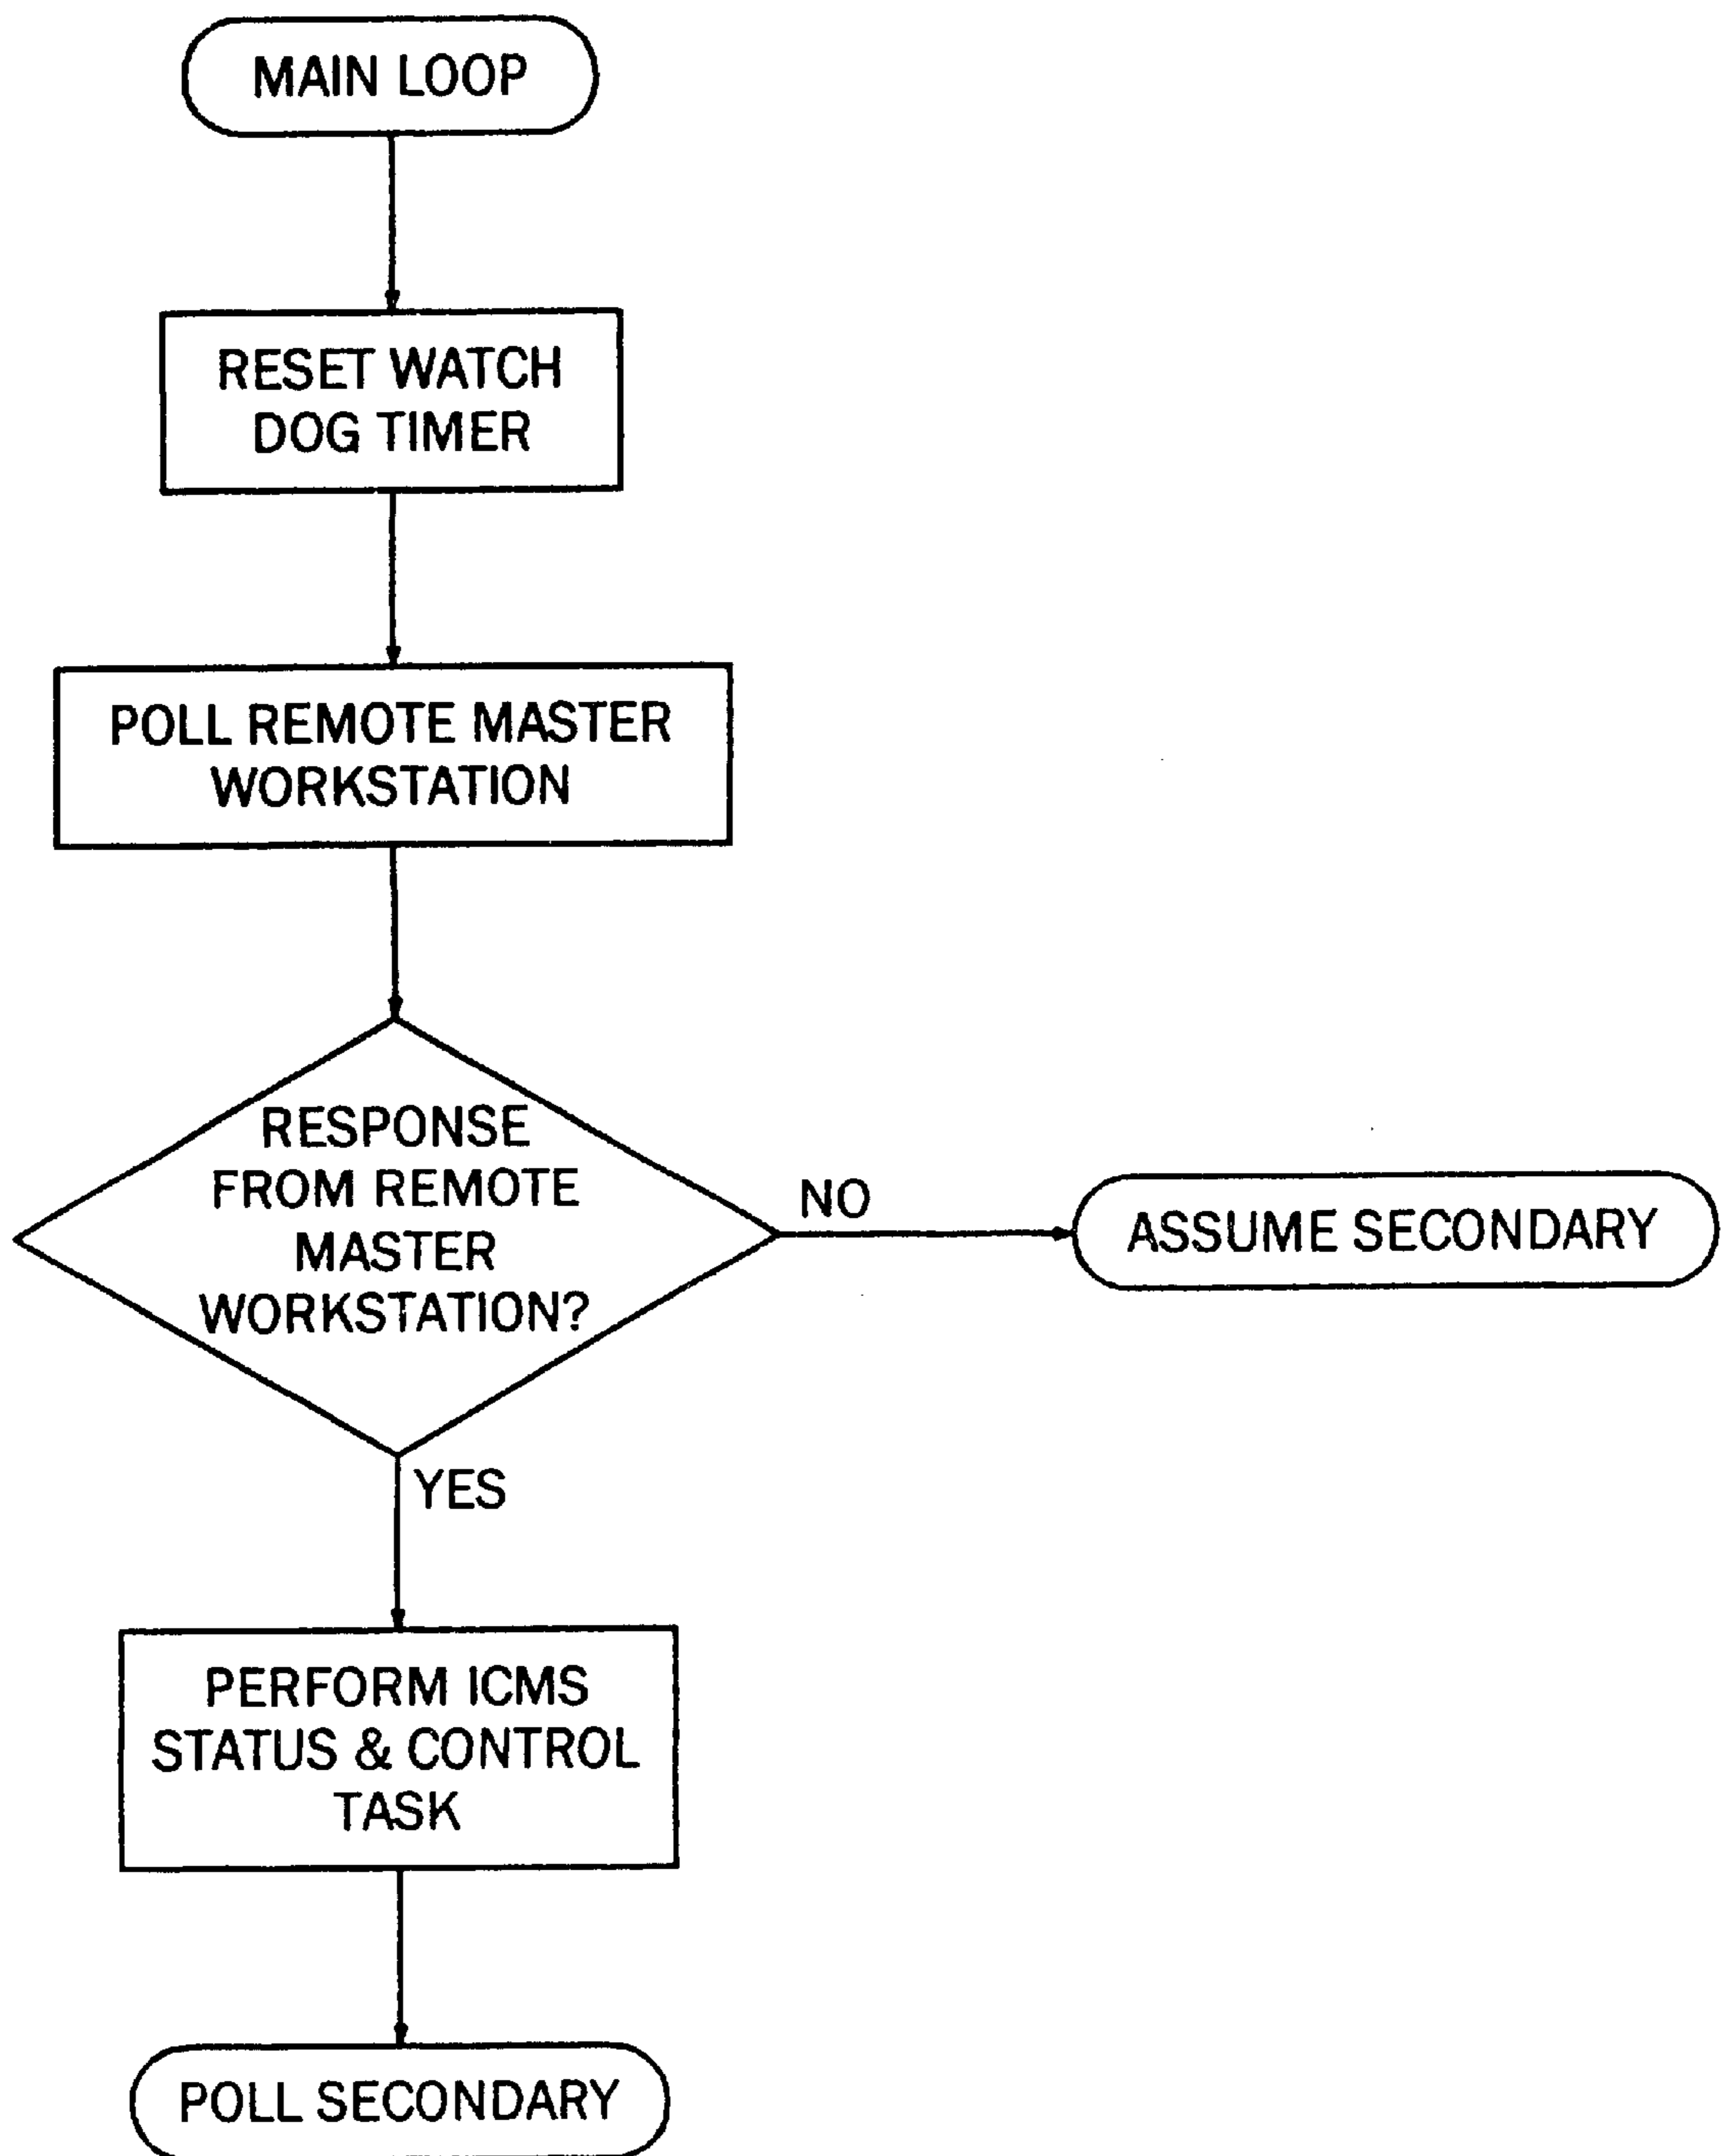 MAIN LOOP
RESET WATCH
DOG TIMER
POLL REMOTE MASTER
WORKSTATION
RESPONSE
FROM REMOTE
MASTER
WORKSTATION?
NO
ASSUME SECONDARY
YES
PERFORM ICMS
STATUS & CONTROL
TASK
POLL SECONDARY